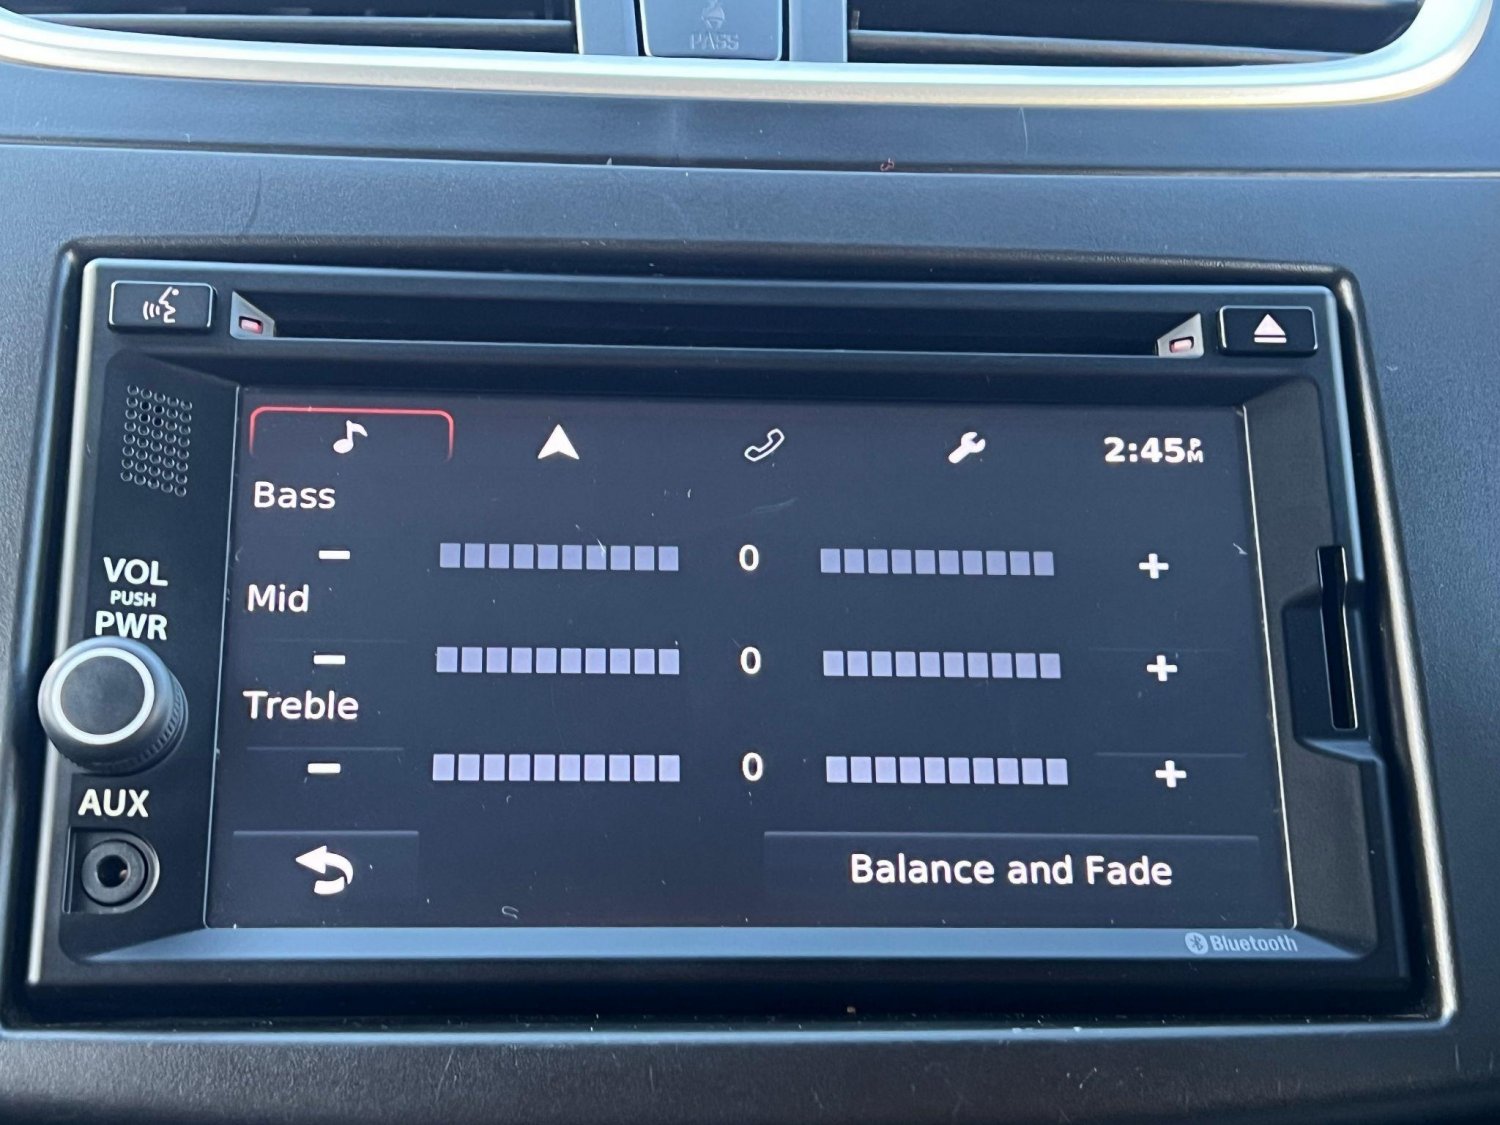 PASS
2:45PM
Bass
− 0 +
Mid
− 0 +
Treble
− 0 +
Balance and Fade
VOL
PUSH
PWR
AUX
Bluetooth